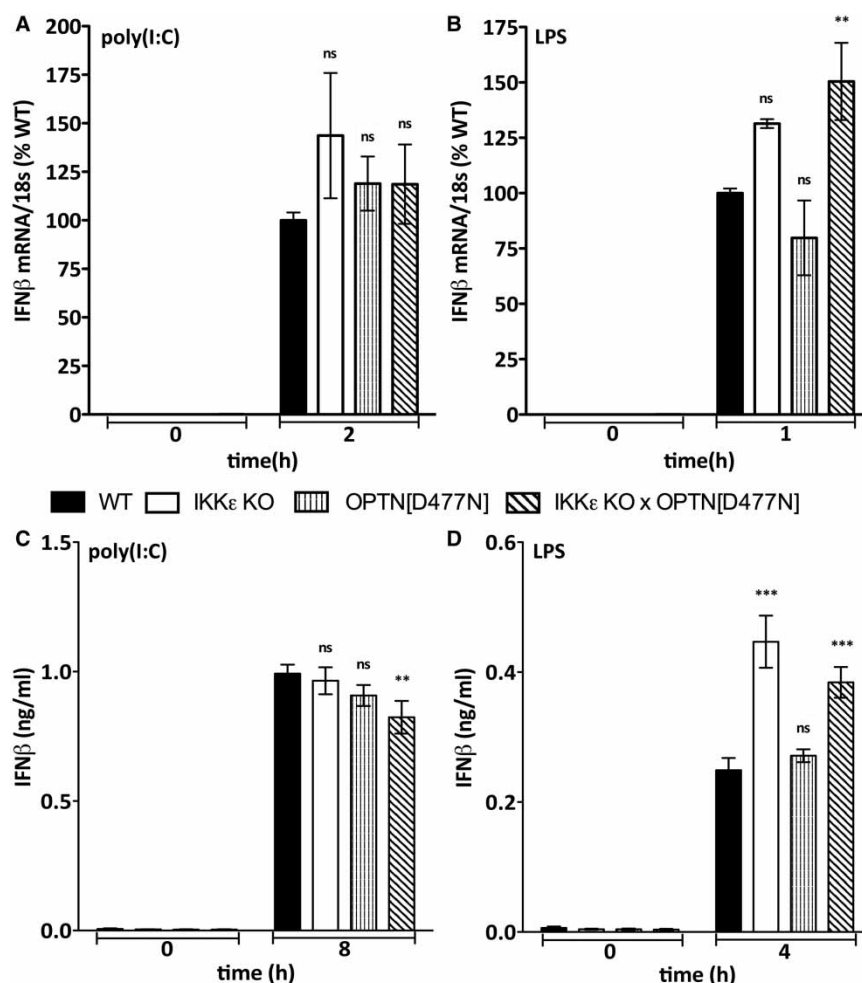 A poly(I:C)
IFNβ mRNA/18s (% WT)
200
175
150
125
100
75
50
25
0
ns
ns
ns
0 2
time(h)
B LPS
IFNβ mRNA/18s (% WT)
175
150
125
100
75
50
25
0
ns
ns
**
0 1
time(h)
WT IKKε KO OPTN[D477N] IKKε KO x OPTN[D477N]
C poly(I:C)
IFNβ (ng/ml)
1.5
1.0
0.5
0.0
ns
ns
**
0 8
time (h)
D LPS
IFNβ (ng/ml)
0.6
0.4
0.2
0.0
***
ns
***
0 4
time (h)